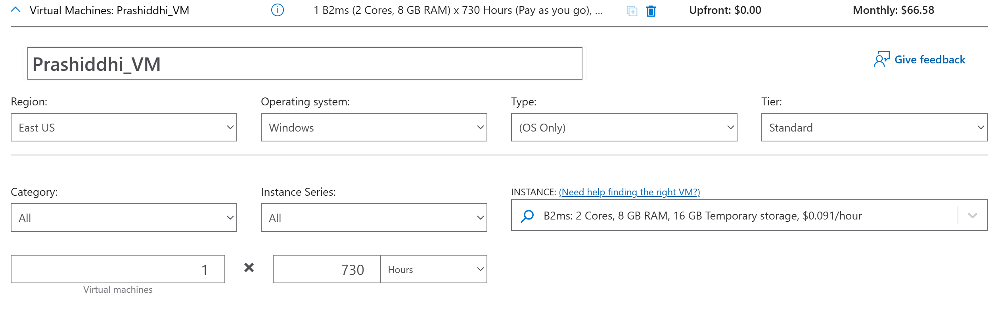 Virtual Machines: Prashiddhi_VM
1 B2ms (2 Cores, 8 GB RAM) x 730 Hours (Pay as you go), ...
Upfront: $0.00
Monthly: $66.58
Prashiddhi_VM
Give feedback
Region:
Operating system:
Type:
Tier:
East US
Windows
(OS Only)
Standard
Category:
Instance Series:
INSTANCE: (Need help finding the right VM?)
All
All
B2ms: 2 Cores, 8 GB RAM, 16 GB Temporary storage, $0.091/hour
1
730
Hours
Virtual machines